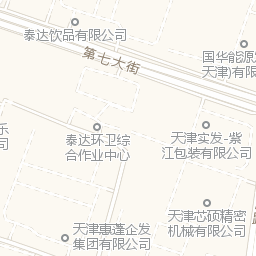 泰达饮品有限公司
国华能源
天津)有
第七大街
乐
司
泰达环卫综
合作业中心
天津实发-紫
江包装有限公司
天津芯硕精密
机械有限公司
天津惠蓬企发
集团有限公司